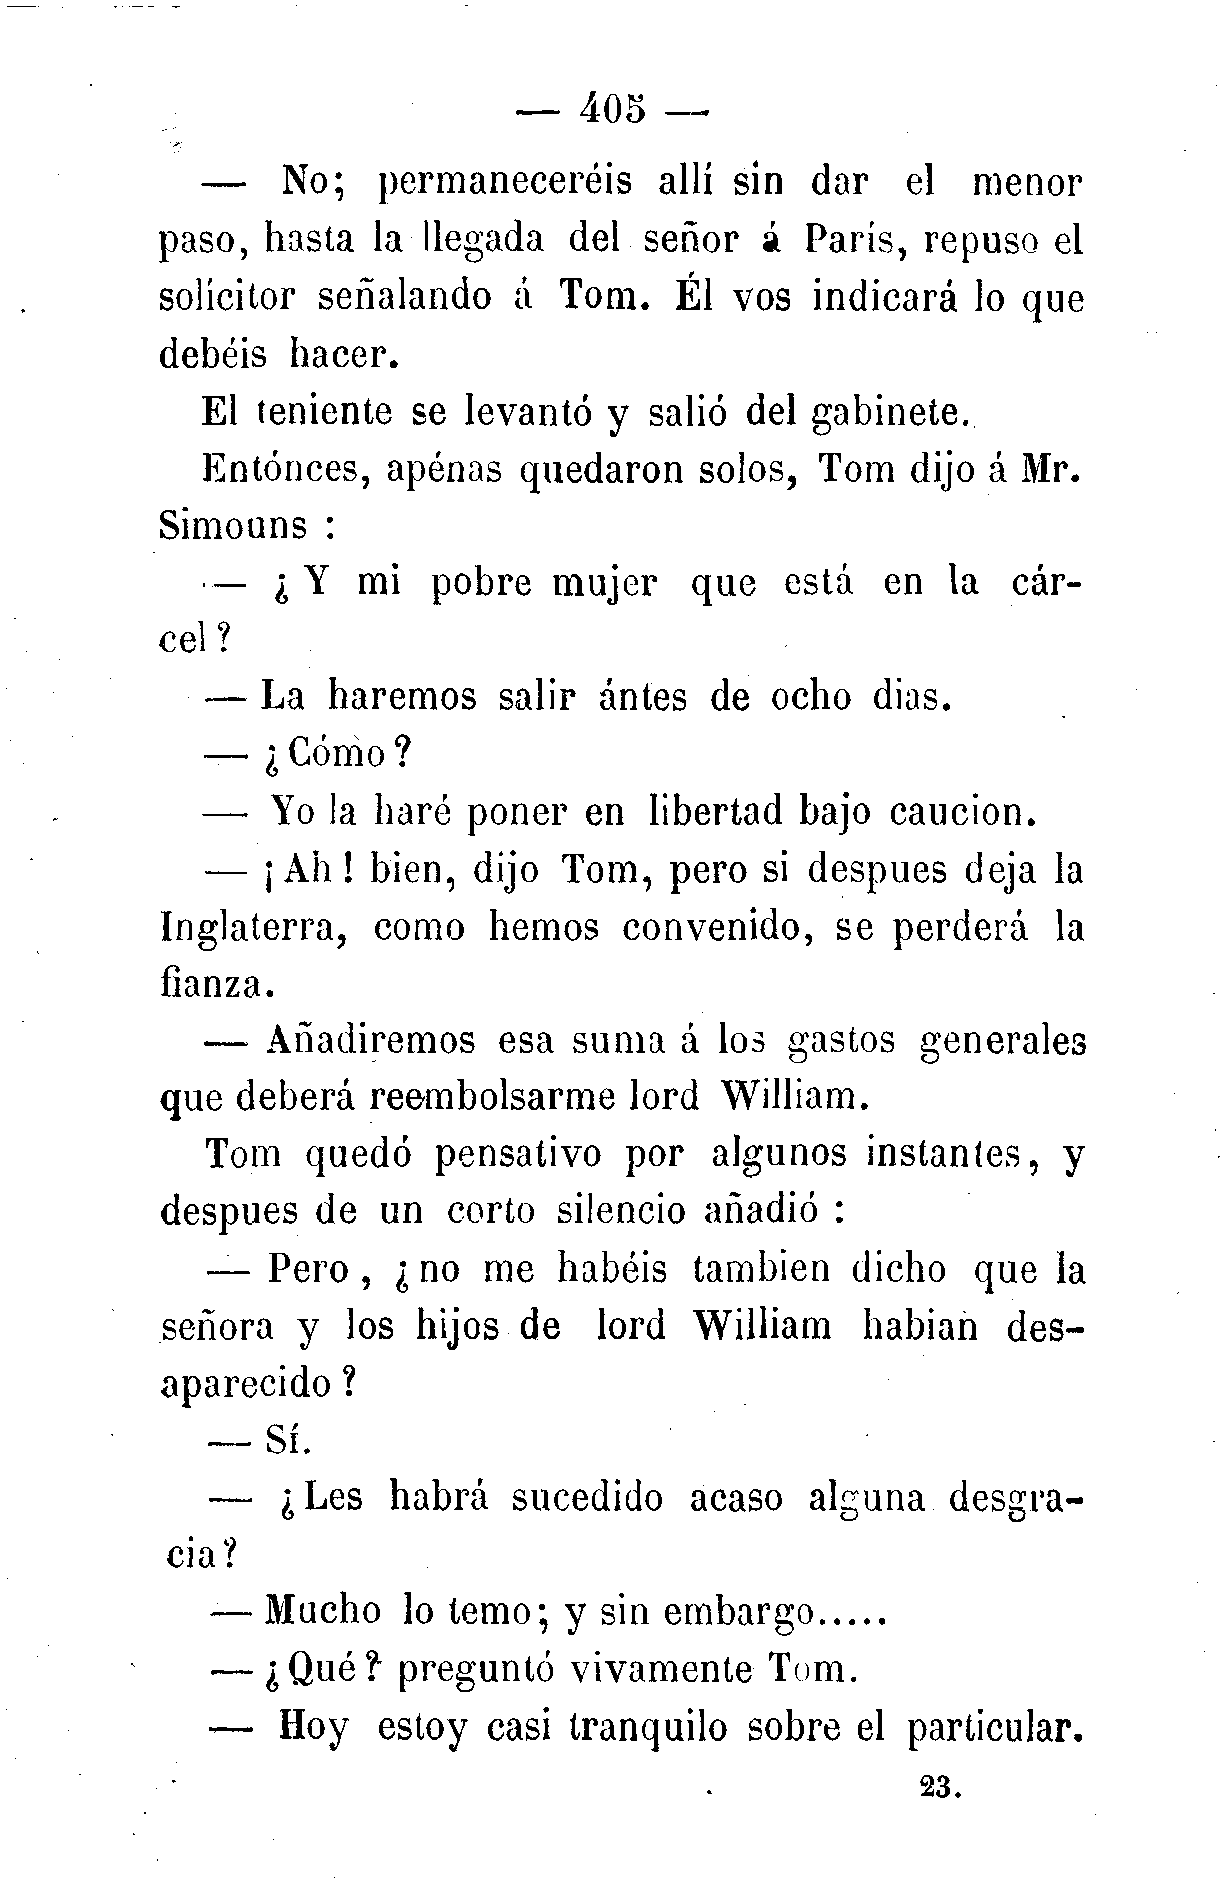 — 405 —
— No; permaneceréis allí sin dar el menor
paso, hasta la llegada del señor á París, repuso el
solicitor señalando á Tom. Él vos indicará lo que
debéis hacer.
El teniente se levantó y salió del gabinete.
Entónces, apénas quedaron solos, Tom dijo á Mr.
Simouns :
— ¿ Y mi pobre mujer que está en la cár-
cel ?
— La haremos salir ántes de ocho dias.
— ¿ Cómo ?
— Yo la haré poner en libertad bajo caucion.
— ¡ Ah ! bien, dijo Tom, pero si despues deja la
Inglaterra, como hemos convenido, se perderá la
fianza.
— Añadiremos esa suma á los gastos generales
que deberá reembolsarme lord William.
Tom quedó pensativo por algunos instantes, y
despues de un corto silencio añadió :
— Pero , ¿ no me habéis tambien dicho que la
señora y los hijos de lord William habian des-
aparecido ?
— Sí.
— ¿ Les habrá sucedido acaso alguna desgra-
cia ?
— Mucho lo temo; y sin embargo.....
— ¿ Qué ? preguntó vivamente Tom.
— Hoy estoy casi tranquilo sobre el particular.
23.